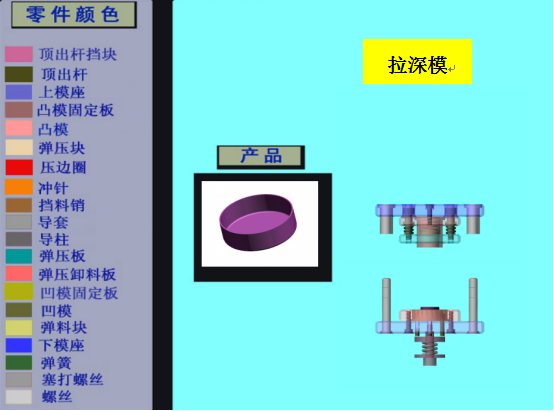 零件颜色
顶出杆挡块
顶出杆
上模座
凸模固定板
凸模
弹压块
压边圈
冲针
挡料销
导套
导柱
弹压板
弹压卸料板
凹模固定板
凹模
弹料块
下模座
弹簧
塞打螺丝
螺丝
拉深模
产品